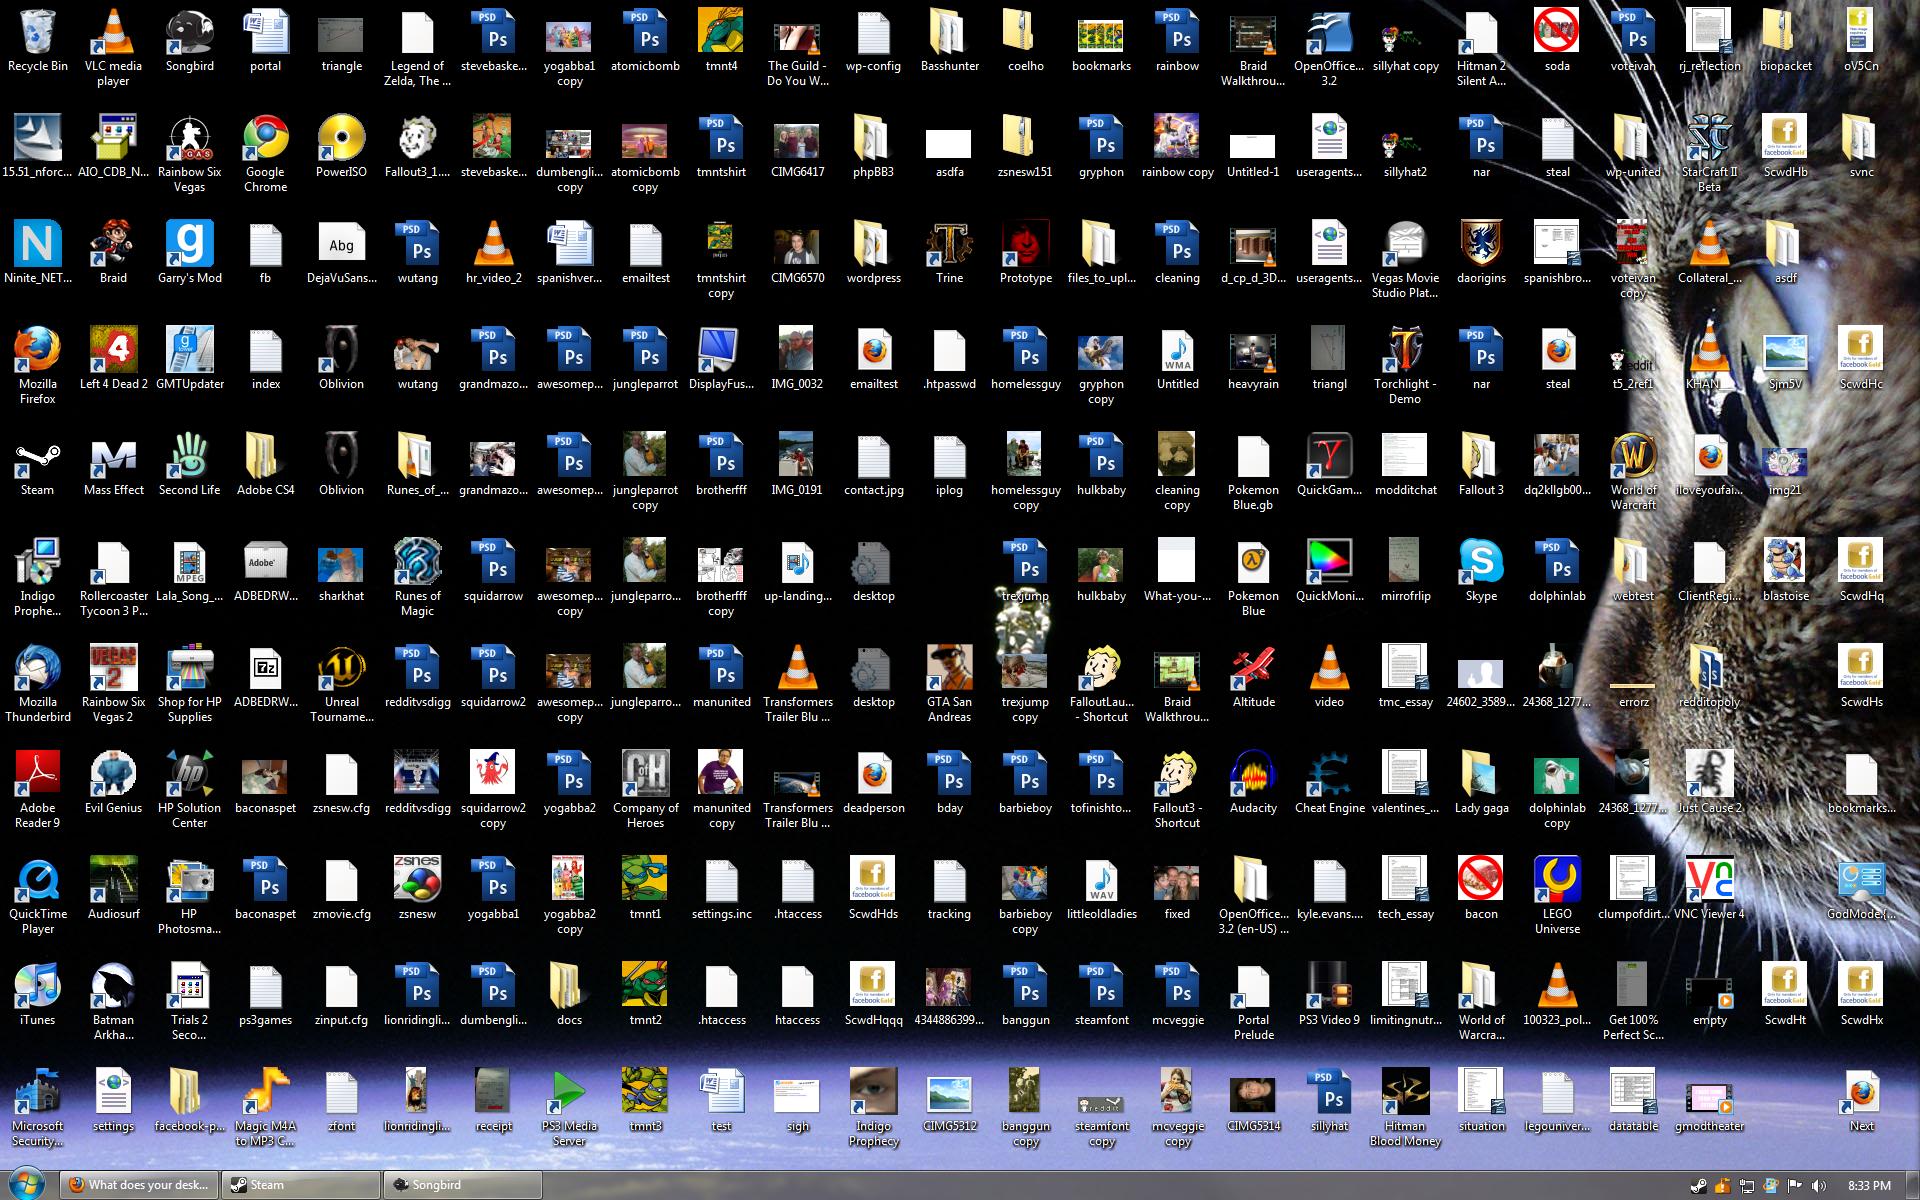 Recycle Bin
VLC media
player
Songbird
portal
triangle
Legend of
Zelda, The ...
stevebaske...
yogabba1
copy
atomicbomb
tmnt4
The Guild -
Do You W...
wp-config
Basshunter
coelho
bookmarks
rainbow
Braid
Walkthrou...
OpenOffice...
3.2
sillyhat copy
Hitman 2
Silent A...
soda
voteivan
rj_reflection
biopacket
oV5Cn
15.51_nforc...
AIO_CDB_N...
Rainbow Six
Vegas
Google
Chrome
PowerISO
Fallout3_1....
stevebaske...
dumbengli...
copy
atomicbomb
copy
tmntshirt
CIMG6417
phpBB3
asdfa
zsnesw151
gryphon
rainbow copy
Untitled-1
useragents...
sillyhat2
nar
steal
wp-united
StarCraft II
Beta
ScwdHb
svnc
Ninite_NET...
Braid
Garry's Mod
fb
DejaVuSans...
wutang
hr_video_2
spanishver...
emailtest
tmntshirt
copy
CIMG6570
wordpress
Trine
Prototype
files_to_upl...
cleaning
d_cp_d_3D...
useragents...
Vegas Movie
Studio Plat...
daorigins
spanishbro...
voteivan
copy
Collateral_...
asdf
Mozilla
Firefox
Left 4 Dead 2
GMTUpdater
index
Oblivion
wutang
grandmazo...
awesomep...
jungleparrot
DisplayFus...
IMG_0032
emailtest
.htpasswd
homelessguy
gryphon
copy
Untitled
heavyrain
triangl
Torchlight -
Demo
nar
steal
t5_2ref1
KHAN_...
Sjm5V
ScwdHc
Steam
Mass Effect
Second Life
Adobe CS4
Oblivion
Runes_of_...
grandmazo...
awesomep...
jungleparrot
copy
brotherfff
IMG_0191
contact.jpg
iplog
homelessguy
copy
hulkbaby
cleaning
copy
Pokemon
Blue.gb
QuickGam...
modditchat
Fallout 3
dq2kllgb00...
World of
Warcraft
iloveyoufai...
img21
Indigo
Prophe...
Rollercoaster
Tycoon 3 P...
Lala_Song_...
ADBEDRW...
sharkhat
Runes of
Magic
squidarrow
awesomep...
copy
jungleparro...
brotherfff
copy
up-landing...
desktop
trexjump
hulkbaby
What-you-...
Pokemon
Blue
QuickMoni...
mirrofrlip
Skype
dolphinlab
webtest
ClientRegi...
blastoise
ScwdHq
Mozilla
Thunderbird
Rainbow Six
Vegas 2
Shop for HP
Supplies
ADBEDRW...
Unreal
Tourname...
redditvsdigg
squidarrow2
awesomep...
copy
jungleparro...
manunited
Transformers
Trailer Blu ...
desktop
GTA San
Andreas
trexjump
copy
FalloutLau...
- Shortcut
Braid
Walkthrou...
Altitude
video
tmc_essay
24602_3589...
24368_1277...
errorz
redditopoly
ScwdHs
Adobe
Reader 9
Evil Genius
HP Solution
Center
baconaspet
zsnesw.cfg
redditvsdigg
squidarrow2
copy
yogabba2
Company of
Heroes
manunited
copy
Transformers
Trailer Blu ...
deadperson
bday
barbieboy
tofinishto...
Fallout3 -
Shortcut
Audacity
Cheat Engine
valentines_...
Lady gaga
dolphinlab
copy
24368_1277...
Just Cause 2
bookmarks...
QuickTime
Player
Audiosurf
HP
Photosma...
baconaspet
zmovie.cfg
zsnesw
yogabba1
yogabba2
copy
tmnt1
settings.inc
.htaccess
ScwdHds
tracking
barbieboy
copy
littleoldladies
fixed
OpenOffice...
3.2 (en-US) ...
kyle.evans....
tech_essay
bacon
LEGO
Universe
clumpofdirt...
VNC Viewer 4
GodMode.{...
iTunes
Batman
Arkha...
Trials 2
Seco...
ps3games
zinput.cfg
lionridingli...
dumbengli...
docs
tmnt2
.htaccess
htaccess
ScwdHqqq
4344886399...
banggun
steamfont
mcveggie
Portal
Prelude
PS3 Video 9
limitingnutr...
World of
Warcra...
100323_pol...
Get 100%
Perfect Sc...
empty
ScwdHt
ScwdHx
Microsoft
Security...
settings
facebook-p...
Magic M4A
to MP3 C...
zfont
lionridingli...
receipt
PS3 Media
Server
tmnt3
test
sigh
Indigo
Prophecy
CIMG5312
banggun
copy
steamfont
copy
mcveggie
copy
CIMG5314
sillyhat
Hitman
Blood Money
situation
legouniver...
datatable
gmodtheater
Next
What does your desk...
Steam
Songbird
8:33 PM